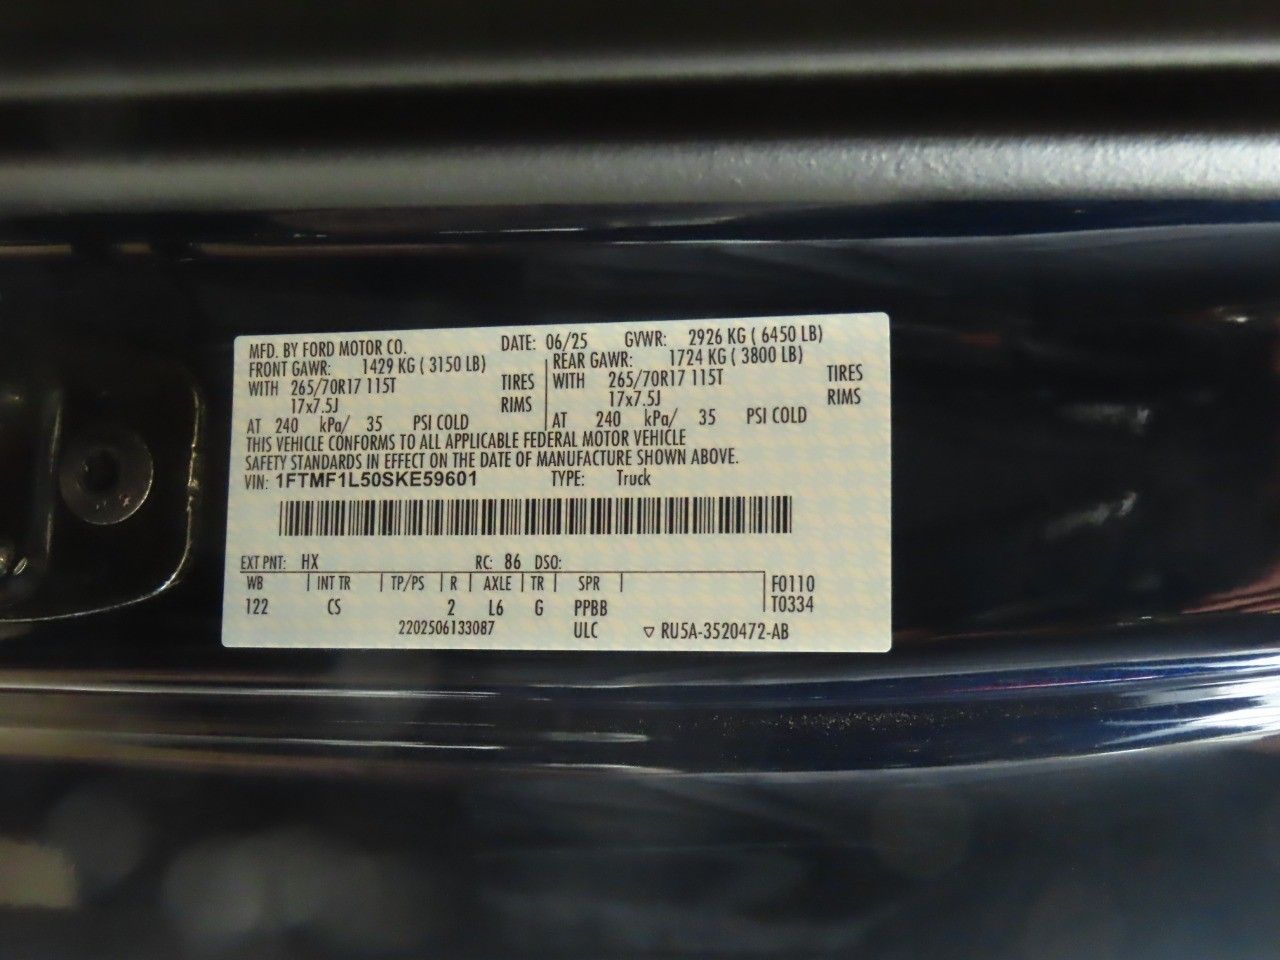 MFD. BY FORD MOTOR CO. DATE: 06/25 GVWR: 2926 KG ( 6450 LB)
FRONT GAWR: 1429 KG ( 3150 LB) REAR GAWR: 1724 KG ( 3800 LB)
WITH 265/70R17 115T TIRES WITH 265/70R17 115T TIRES
17x7.5J RIMS 17x7.5J RIMS
AT 240 kPa/ 35 PSI COLD AT 240 kPa/ 35 PSI COLD
THIS VEHICLE CONFORMS TO ALL APPLICABLE FEDERAL MOTOR VEHICLE
SAFETY STANDARDS IN EFFECT ON THE DATE OF MANUFACTURE SHOWN ABOVE.
VIN: 1FTMF1L50SKE59601 TYPE: Truck
EXT PNT: HX RC: 86 DSO:
WB INT TR TP/PS R AXLE TR SPR F0110
122 CS 2 L6 G PPBB T0334
2202506133087 ULC ▽ RU5A-3520472-AB